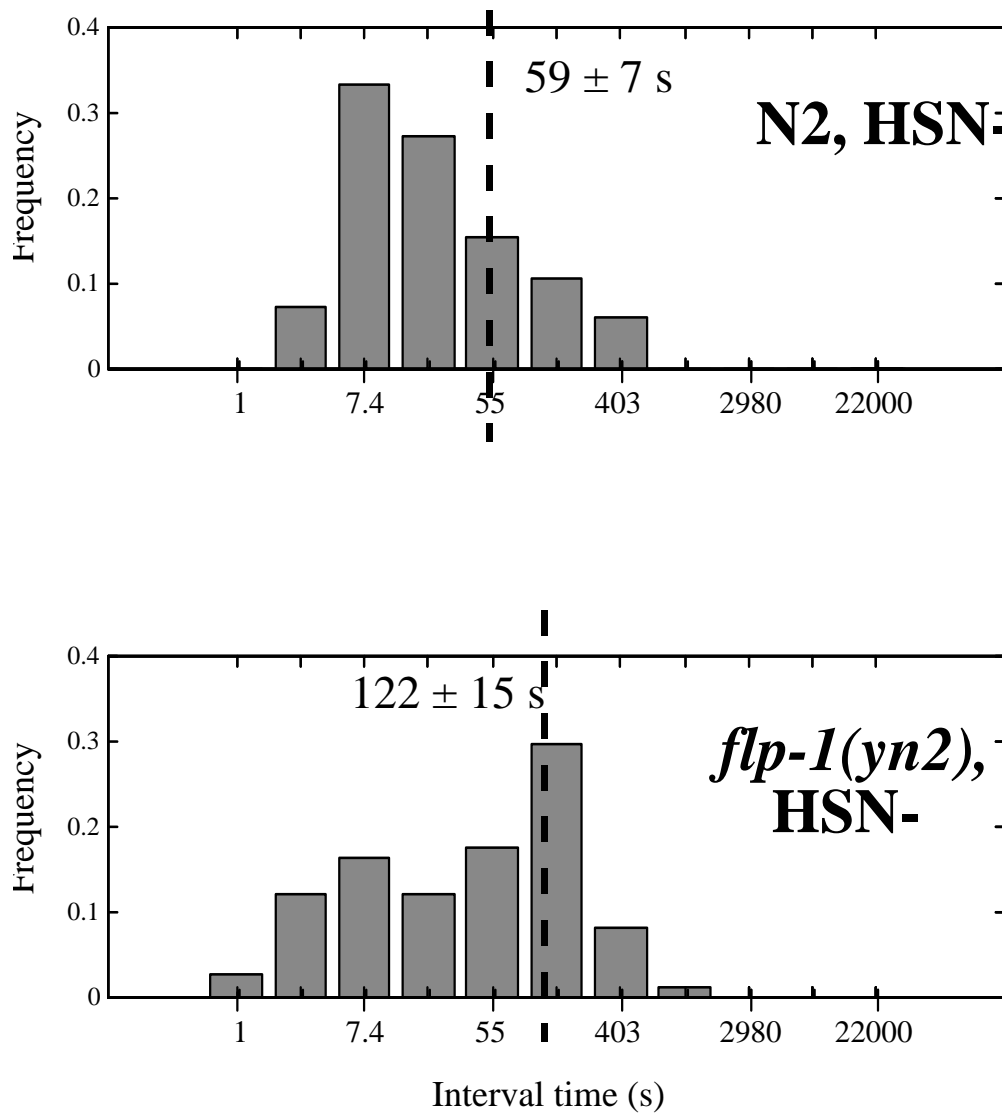 0.4
59 ± 7 s
N2, HSN-
0.3
Frequency
0.2
0.1
0
1 7.4 55 403 2980 22000
0.4
122 ± 15 s
0.3
flp-1(yn2),
HSN-
Frequency
0.2
0.1
0
1 7.4 55 403 2980 22000
Interval time (s)